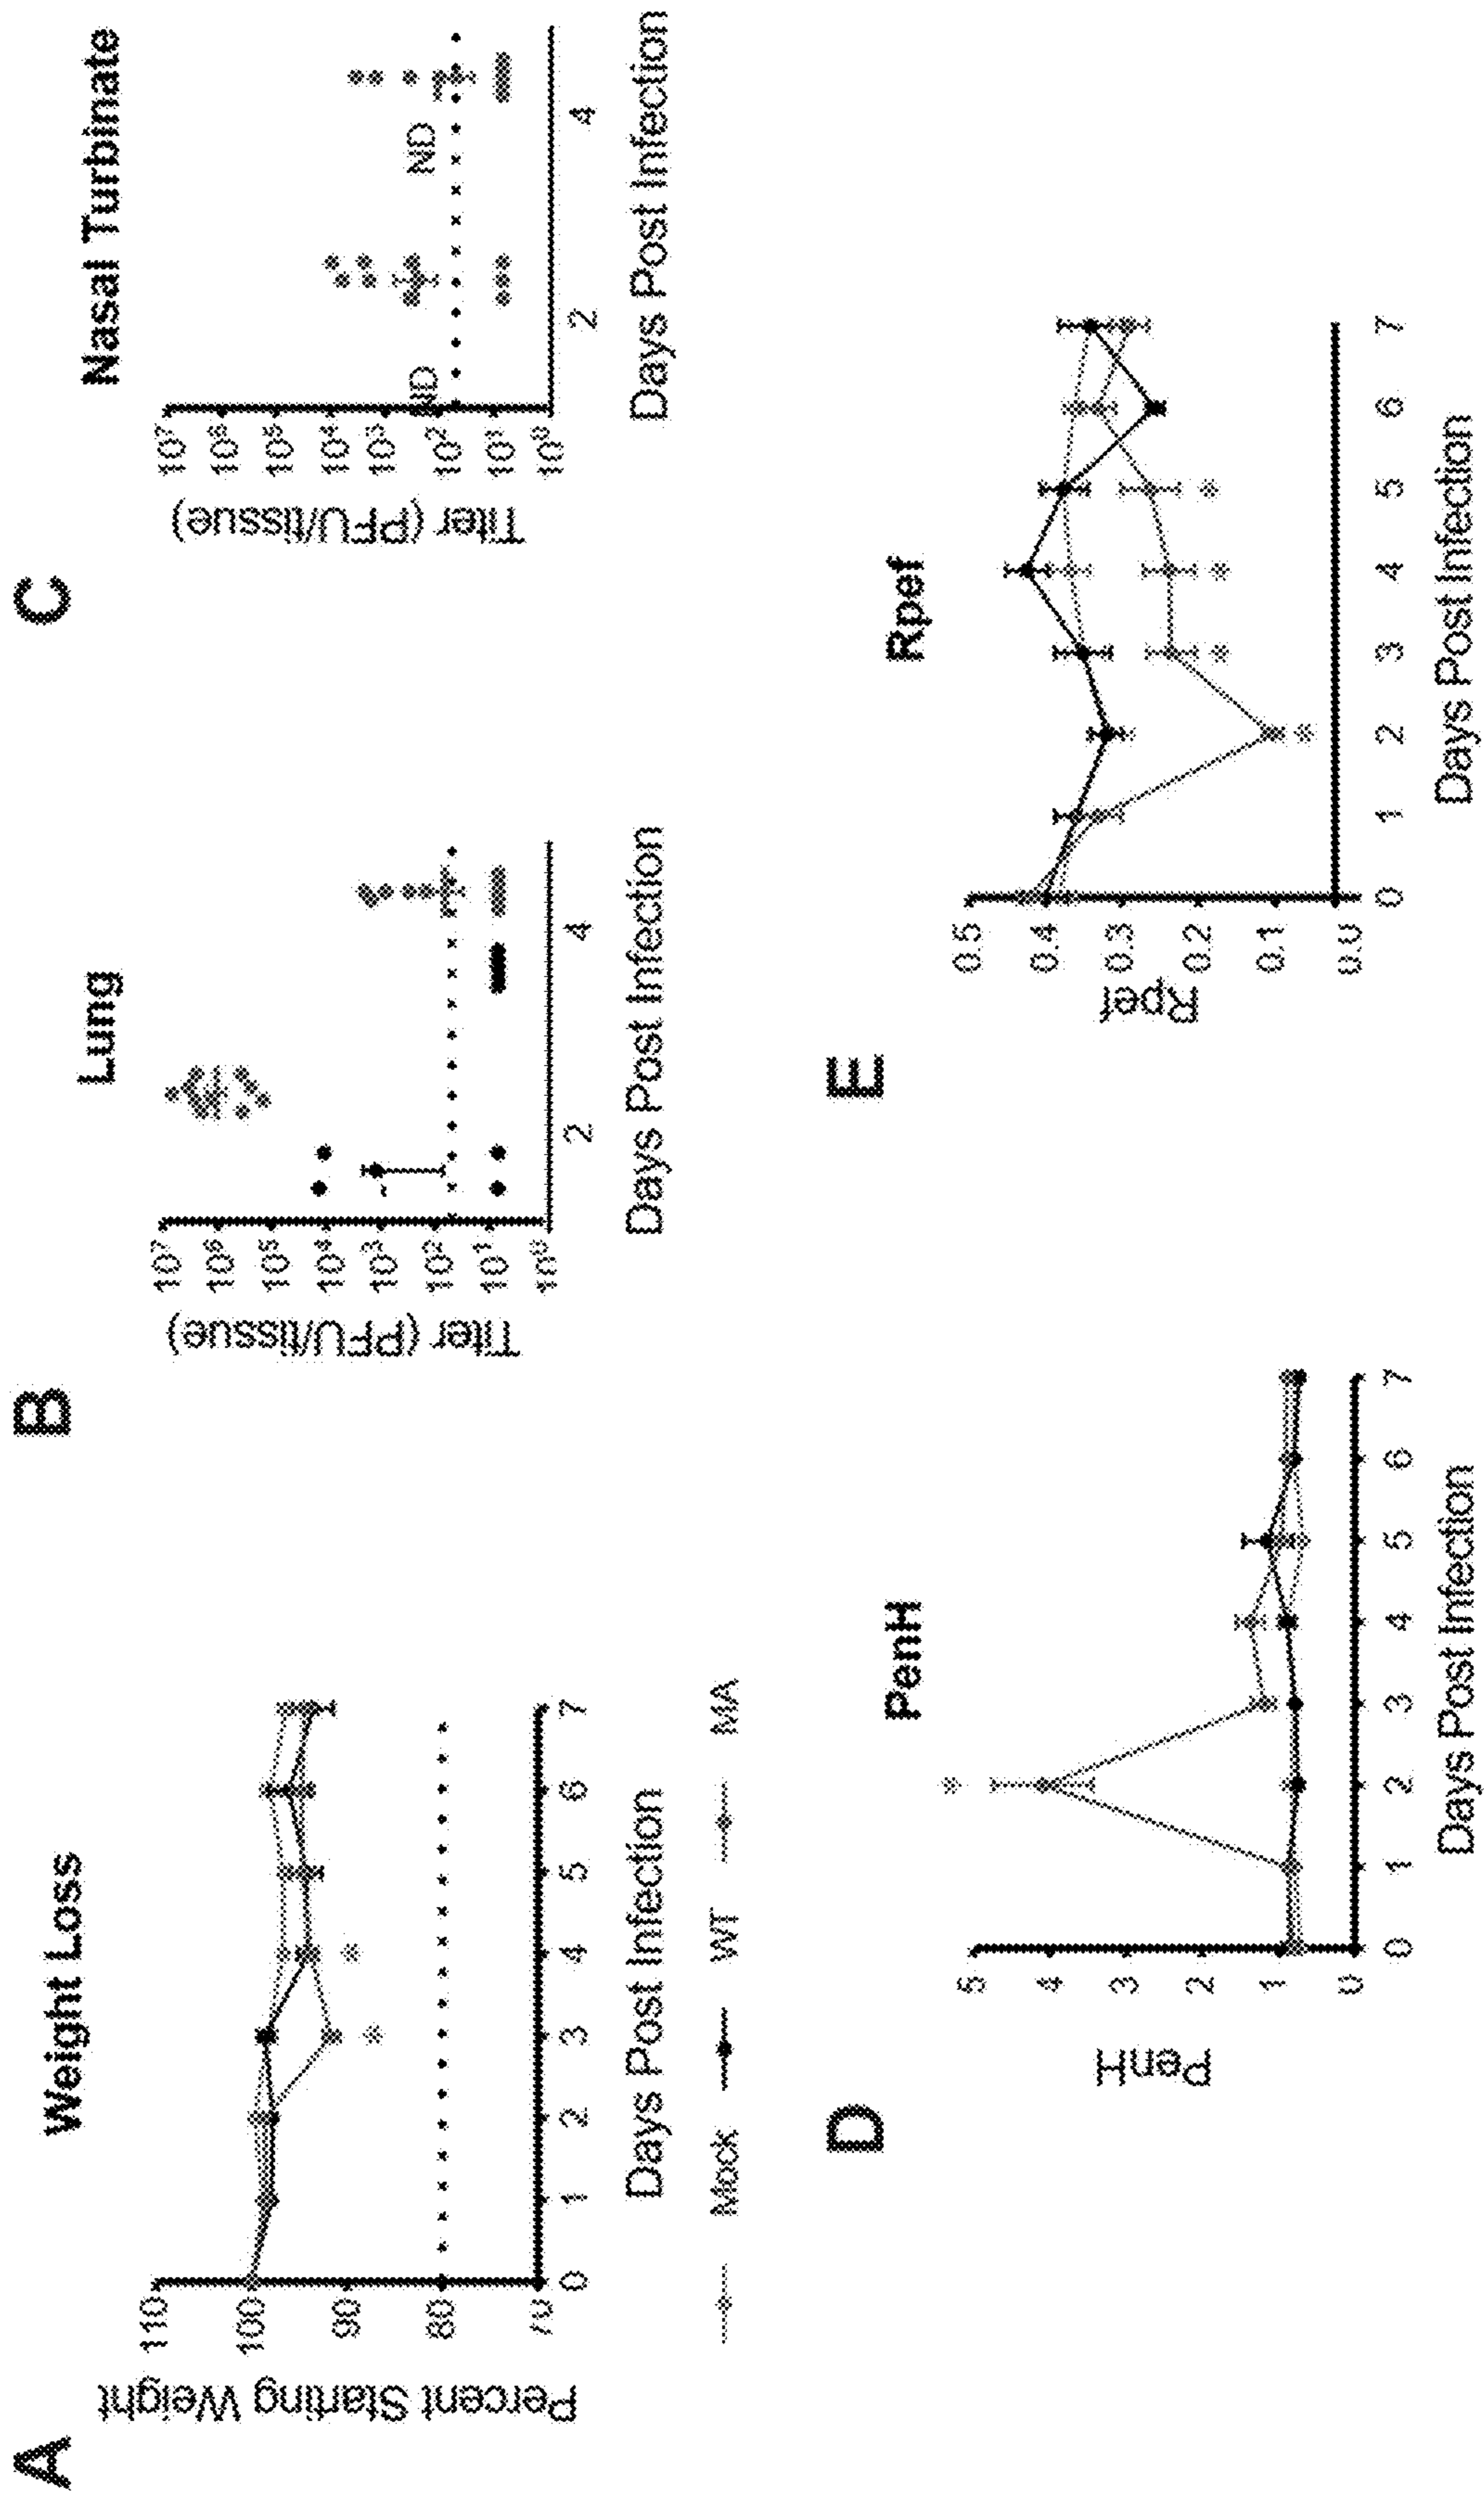 A
Weight Loss
Percent Starting Weight
110
100
90
80
70
0 1 2 3 4 5 6 7
Days Post Infection
Mock WT MA
B
Lung
Titer (PFU/tissue)
10⁷
10⁶
10⁵
10⁴
10³
10²
10¹
10⁰
2 4
Days Post Infection
C
Nasal Turbinate
Titer (PFU/tissue)
10⁷
10⁶
10⁵
10⁴
10³
10²
10¹
10⁰
ND ND
2 4
Days Post Infection
D
PenH
PenH
5
4
3
2
1
0
0 1 2 3 4 5 6 7
Days Post Infection
E
Rpef
Rpef
0.5
0.4
0.3
0.2
0.1
0.0
0 1 2 3 4 5 6 7
Days Post Infection